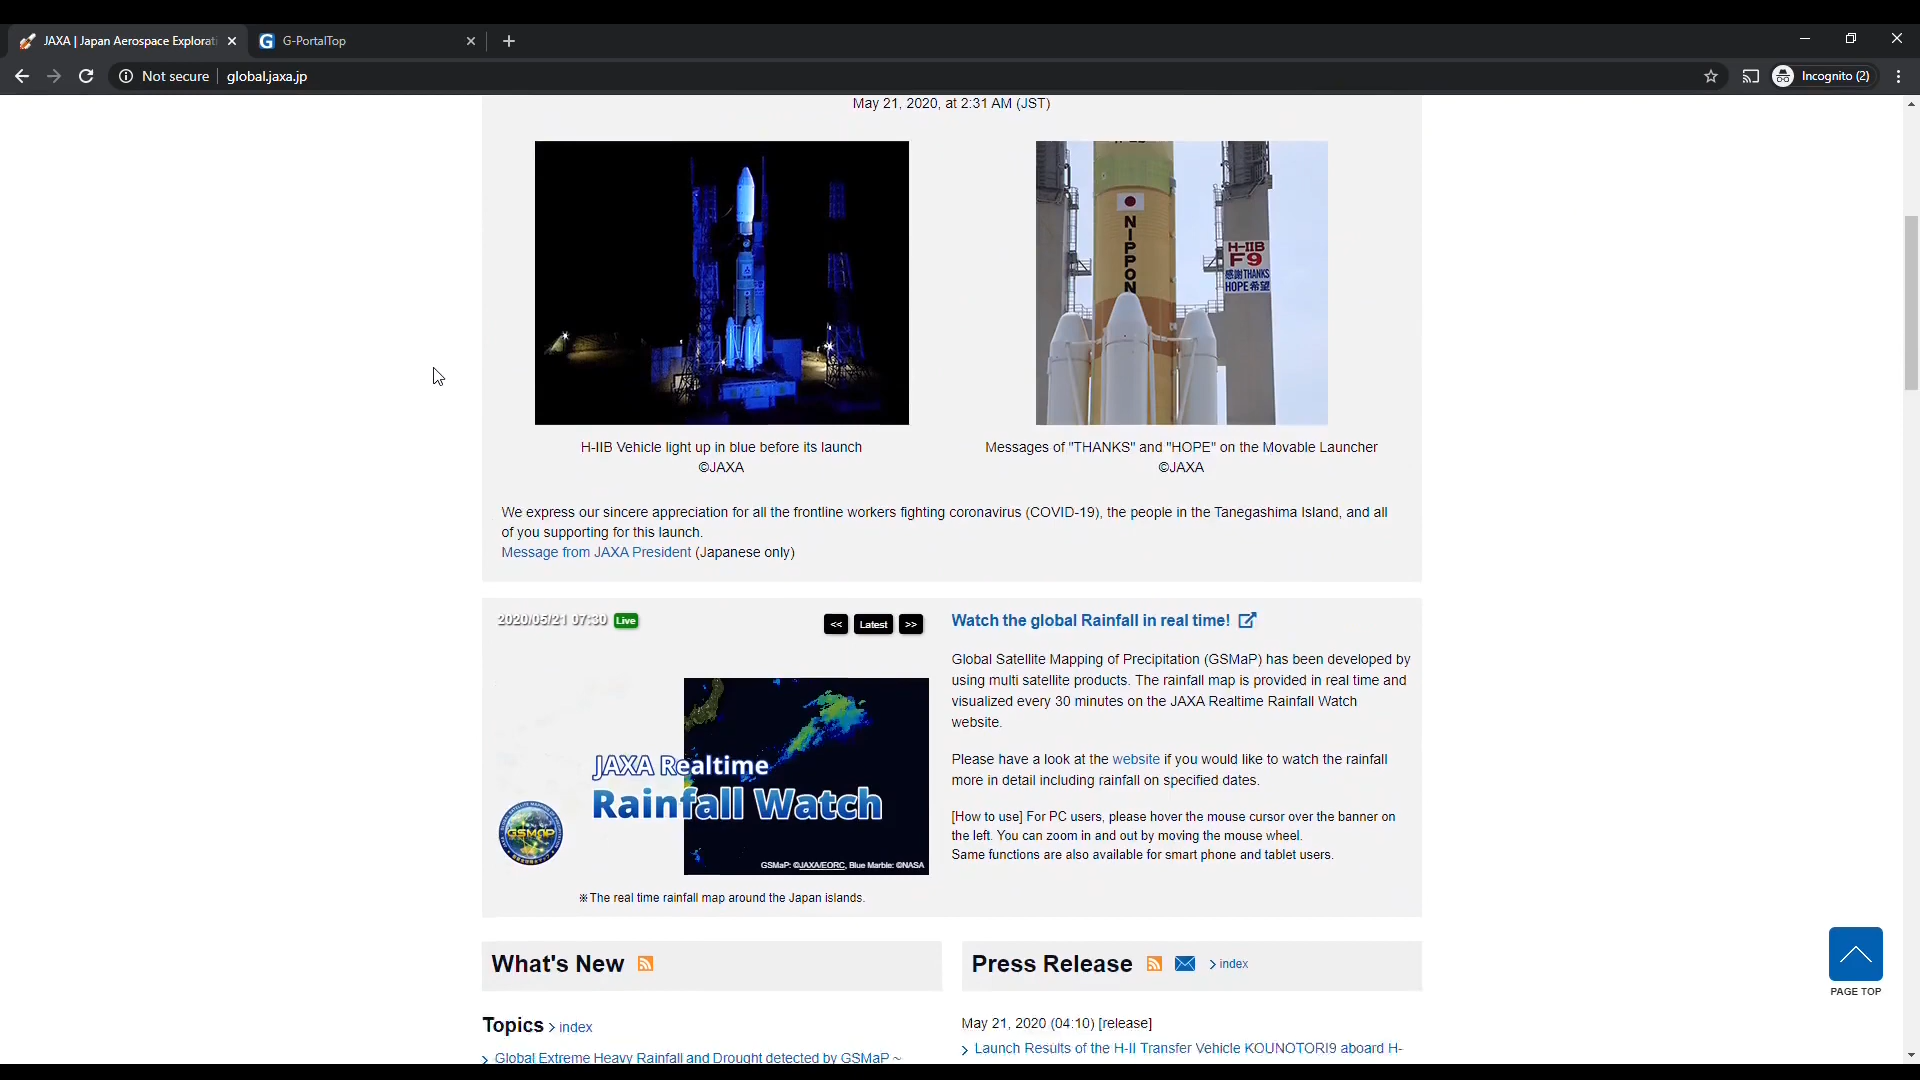 JAXA | Japan Aerospace Explorati
G-PortalTop
Not secure
global.jaxa.jp
Incognito (2)
May 21, 2020, at 2:31 AM (JST)
NIPPON
H-IIB
F9
感謝THANKS
HOPE希望
H-IIB Vehicle light up in blue before its launch
©JAXA
Messages of "THANKS" and "HOPE" on the Movable Launcher
©JAXA
We express our sincere appreciation for all the frontline workers fighting coronavirus (COVID-19), the people in the Tanegashima Island, and all
of you supporting for this launch.
Message from JAXA President (Japanese only)
2020/05/21 07:30 Live
<< Latest >>
JAXA Realtime
Rainfall Watch
GSMaP
GSMaP: ©JAXA/EORC, Blue Marble: ©NASA
※The real time rainfall map around the Japan islands.
Watch the global Rainfall in real time!
Global Satellite Mapping of Precipitation (GSMaP) has been developed by
using multi satellite products. The rainfall map is provided in real time and
visualized every 30 minutes on the JAXA Realtime Rainfall Watch
website.
Please have a look at the website if you would like to watch the rainfall
more in detail including rainfall on specified dates.
[How to use] For PC users, please hover the mouse cursor over the banner on
the left. You can zoom in and out by moving the mouse wheel.
Same functions are also available for smart phone and tablet users.
What's New
Topics > index
Global Extreme Heavy Rainfall and Drought detected by GSMaP ~
Press Release > index
May 21, 2020 (04:10) [release]
Launch Results of the H-II Transfer Vehicle KOUNOTORI9 aboard H-
PAGE TOP